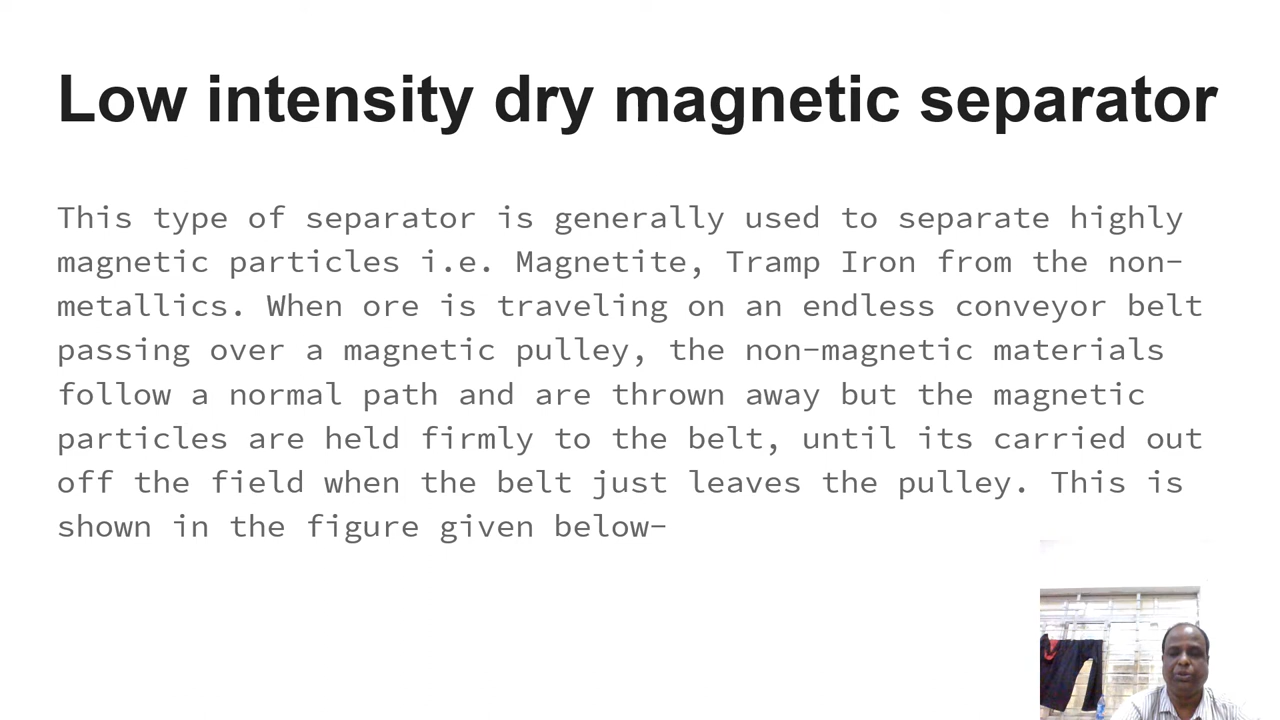 Low intensity dry magnetic separator
This type of separator is generally used to separate highly
magnetic particles i.e. Magnetite, Tramp Iron from the non-
metallics. When ore is traveling on an endless conveyor belt
passing over a magnetic pulley, the non-magnetic materials
follow a normal path and are thrown away but the magnetic
particles are held firmly to the belt, until its carried out
off the field when the belt just leaves the pulley. This is
shown in the figure given below-